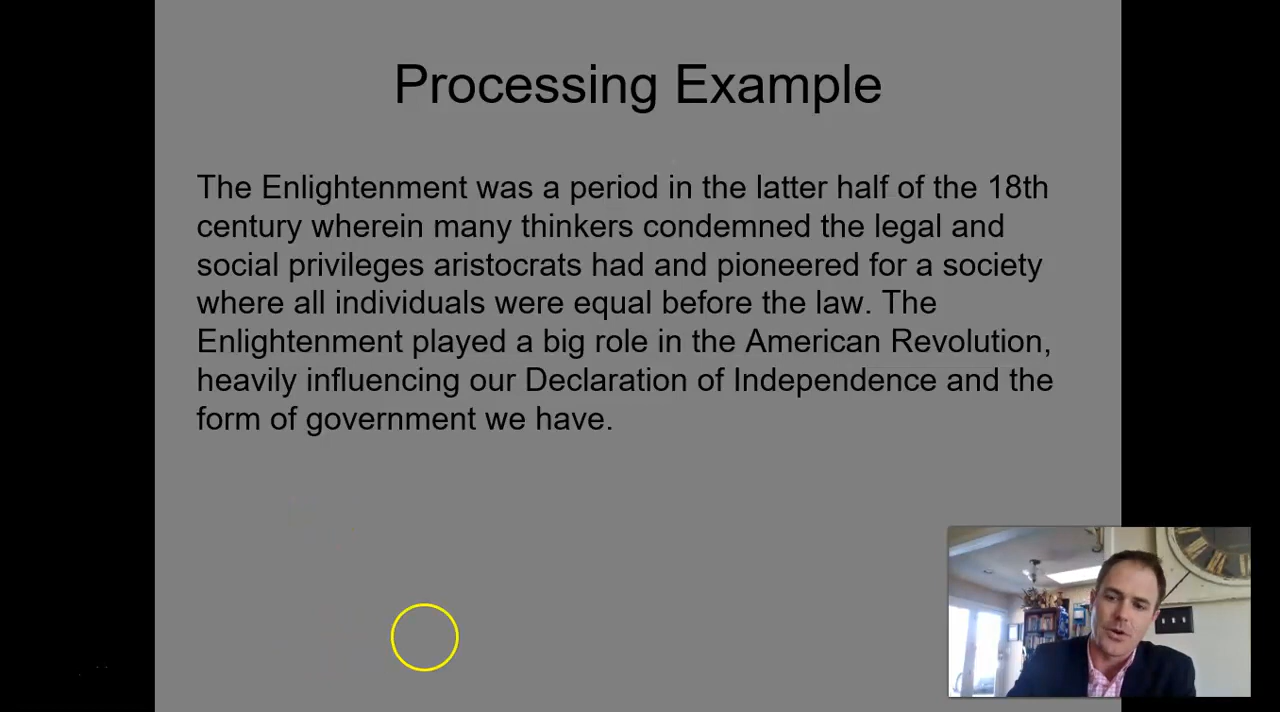 Processing Example
The Enlightenment was a period in the latter half of the 18th
century wherein many thinkers condemned the legal and
social privileges aristocrats had and pioneered for a society
where all individuals were equal before the law. The
Enlightenment played a big role in the American Revolution,
heavily influencing our Declaration of Independence and the
form of government we have.